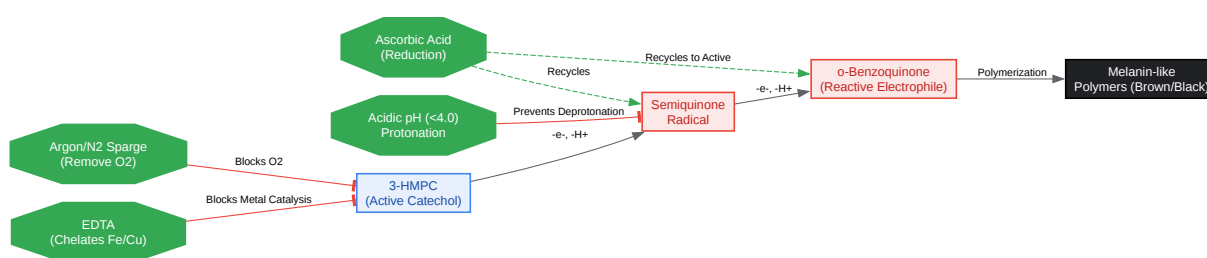 Ascorbic Acid
(Reduction)
Recycles to Active
Recycles
o-Benzoquinone
(Reactive Electrophile)
Polymerization
Melanin-like
Polymers (Brown/Black)
-e-, -H+
Semiquinone
Radical
Acidic pH (<4.0)
Protonation
Prevents Deprotonation
-e-, -H+
Argon/N2 Sparge
(Remove O2)
Blocks O2
3-HMPC
(Active Catechol)
Blocks Metal Catalysis
EDTA
(Chelates Fe/Cu)